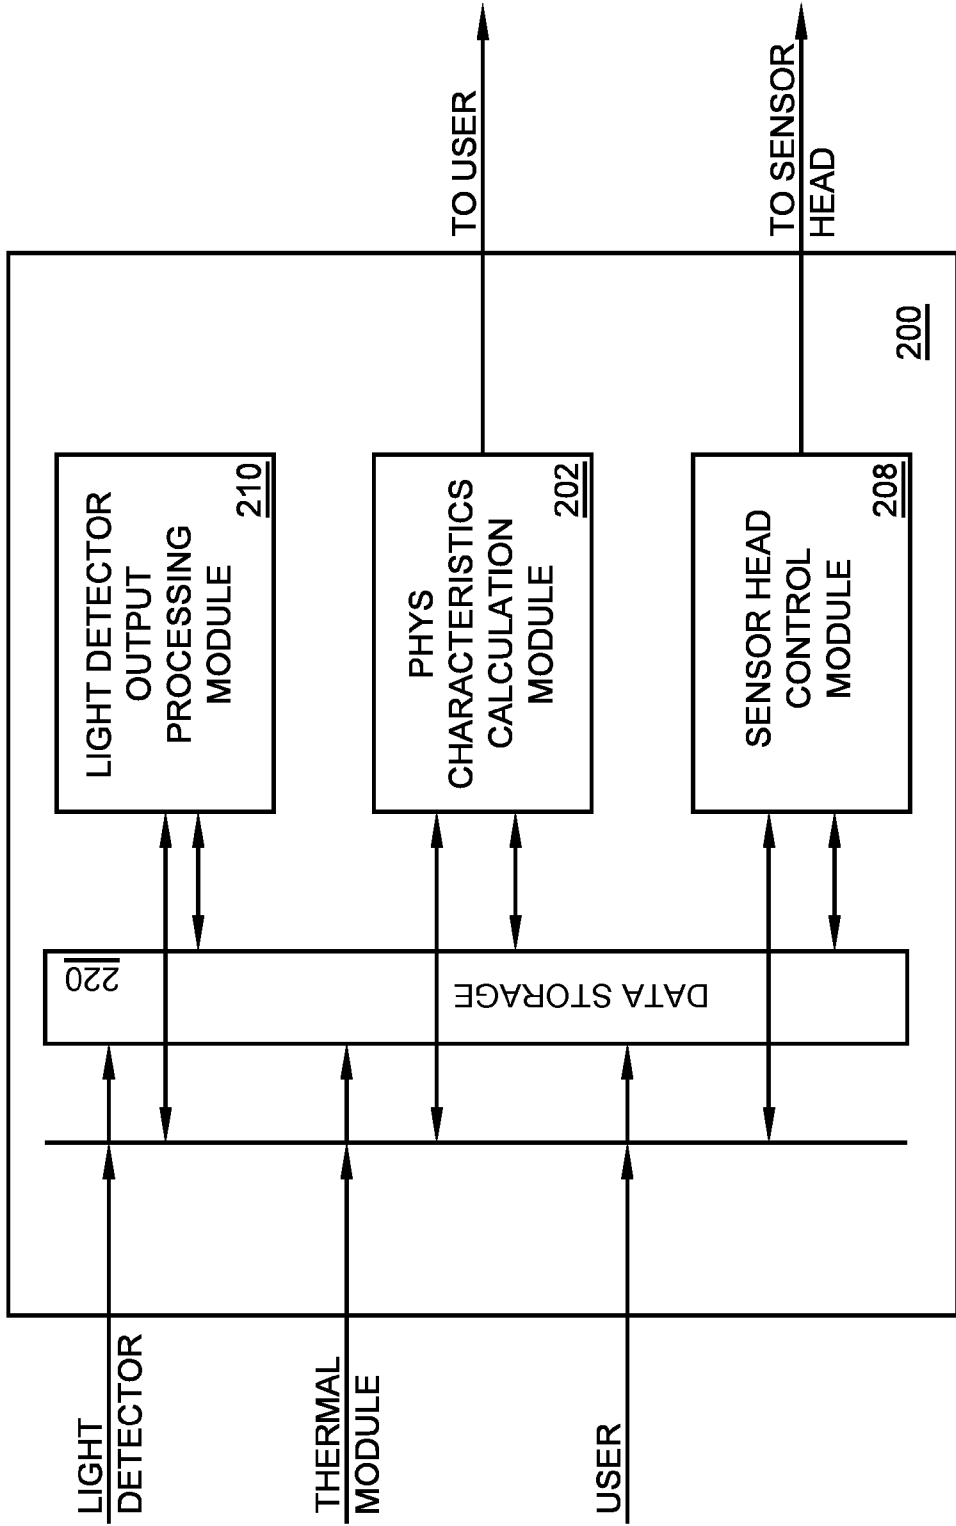 LIGHT
DETECTOR
THERMAL
MODULE
USER
220
DATA STORAGE
LIGHT DETECTOR
OUTPUT
PROCESSING
MODULE
210
PHYS
CHARACTERISTICS
CALCULATION
MODULE
202
SENSOR HEAD
CONTROL
MODULE
208
200
TO USER
TO SENSOR
HEAD